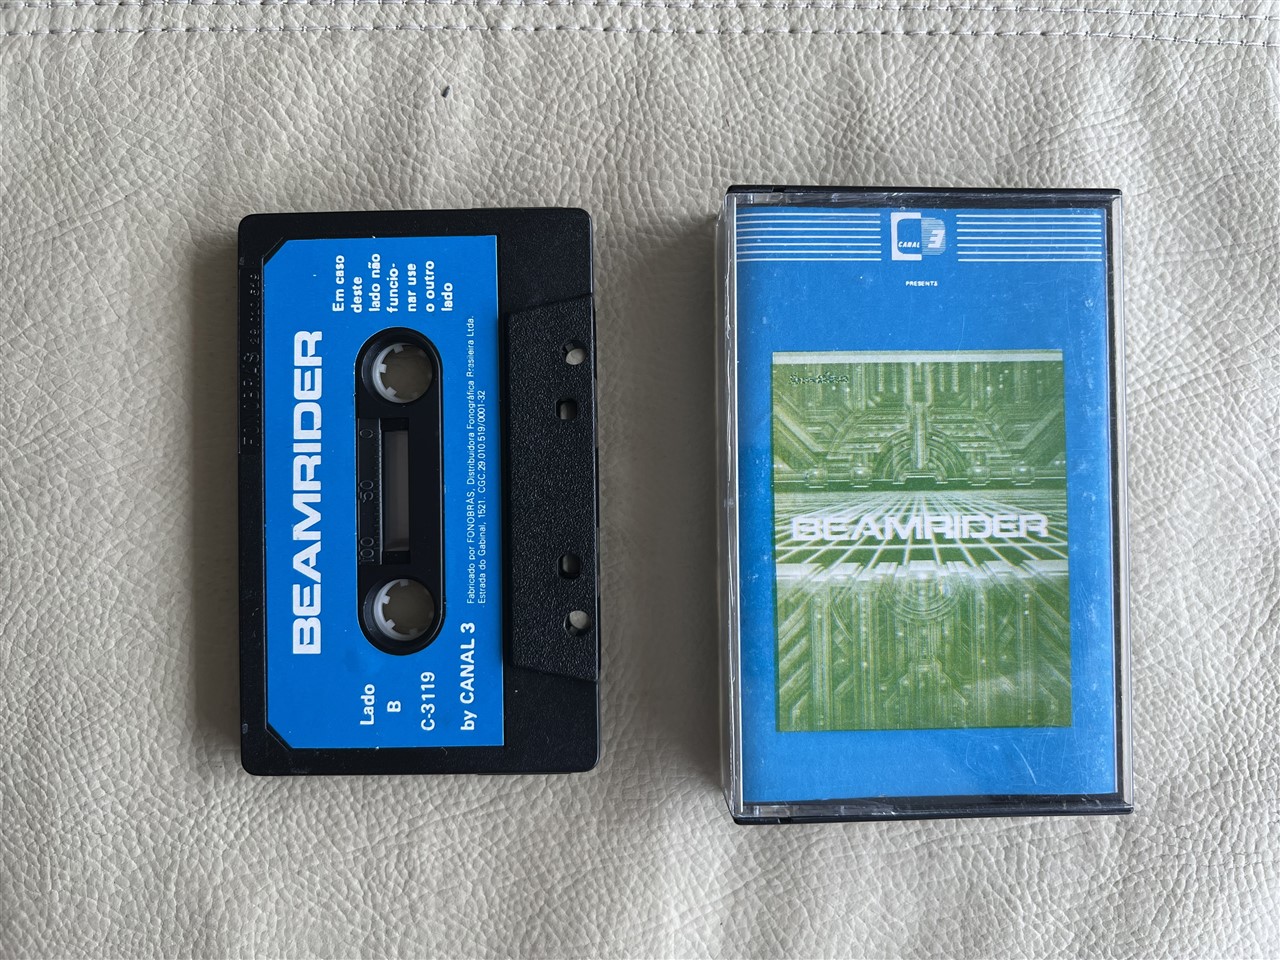 BEAMRIDER
Em caso
deste
lado não
funcio-
nar use
o outro
lado
100 50 0
Fabricado por FONOBRÁS, Distribuidora Fonográfica Brasileira Ltda.
Estrada do Gabinal, 1521. CGC 29.010.519/0001-32
Lado
B
C-3119
by CANAL 3
FONOBRAS
CANAL 3
PRESENTS
BEAMRIDER